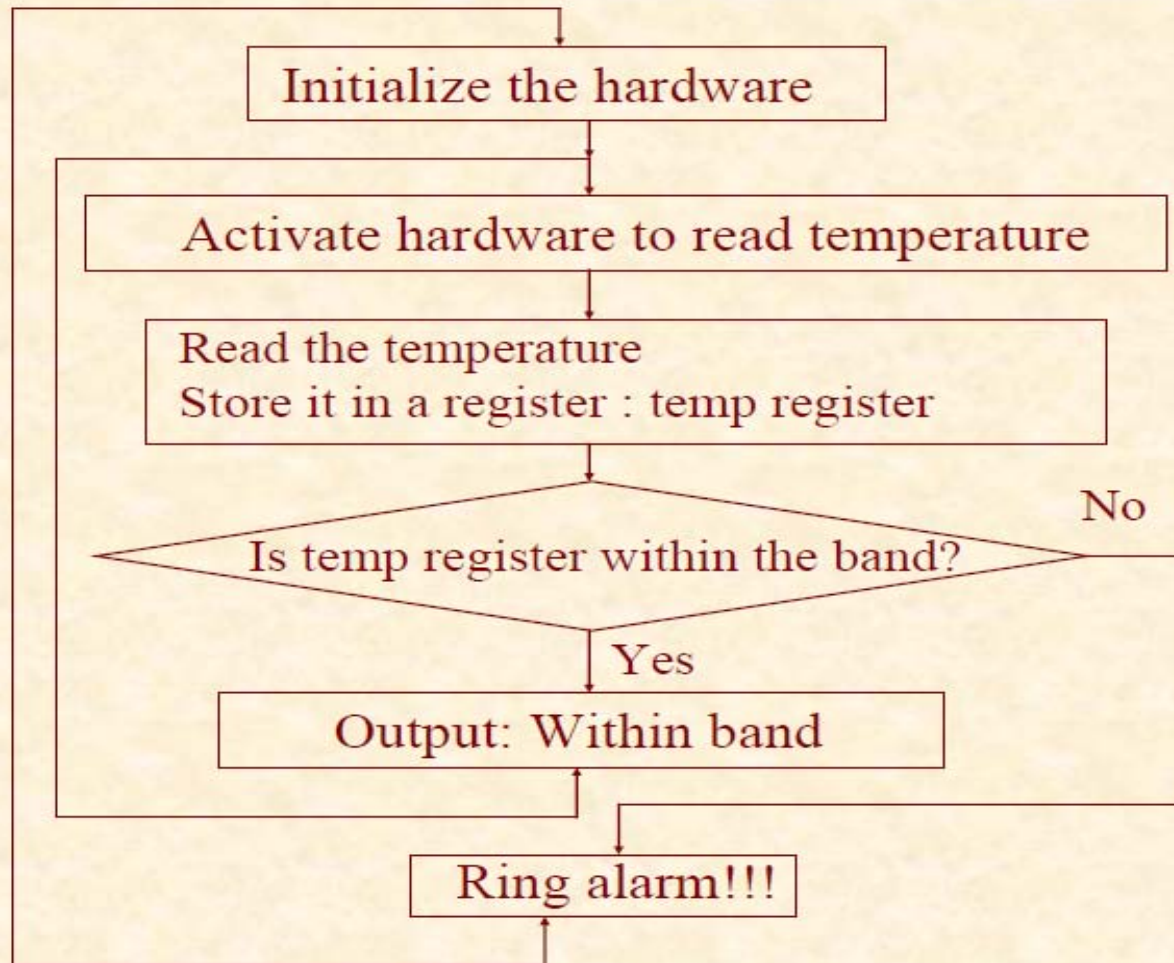 Initialize the hardware
Activate hardware to read temperature
Read the temperature
Store it in a register : temp register
No
Is temp register within the band?
Yes
Output: Within band
Ring alarm!!!